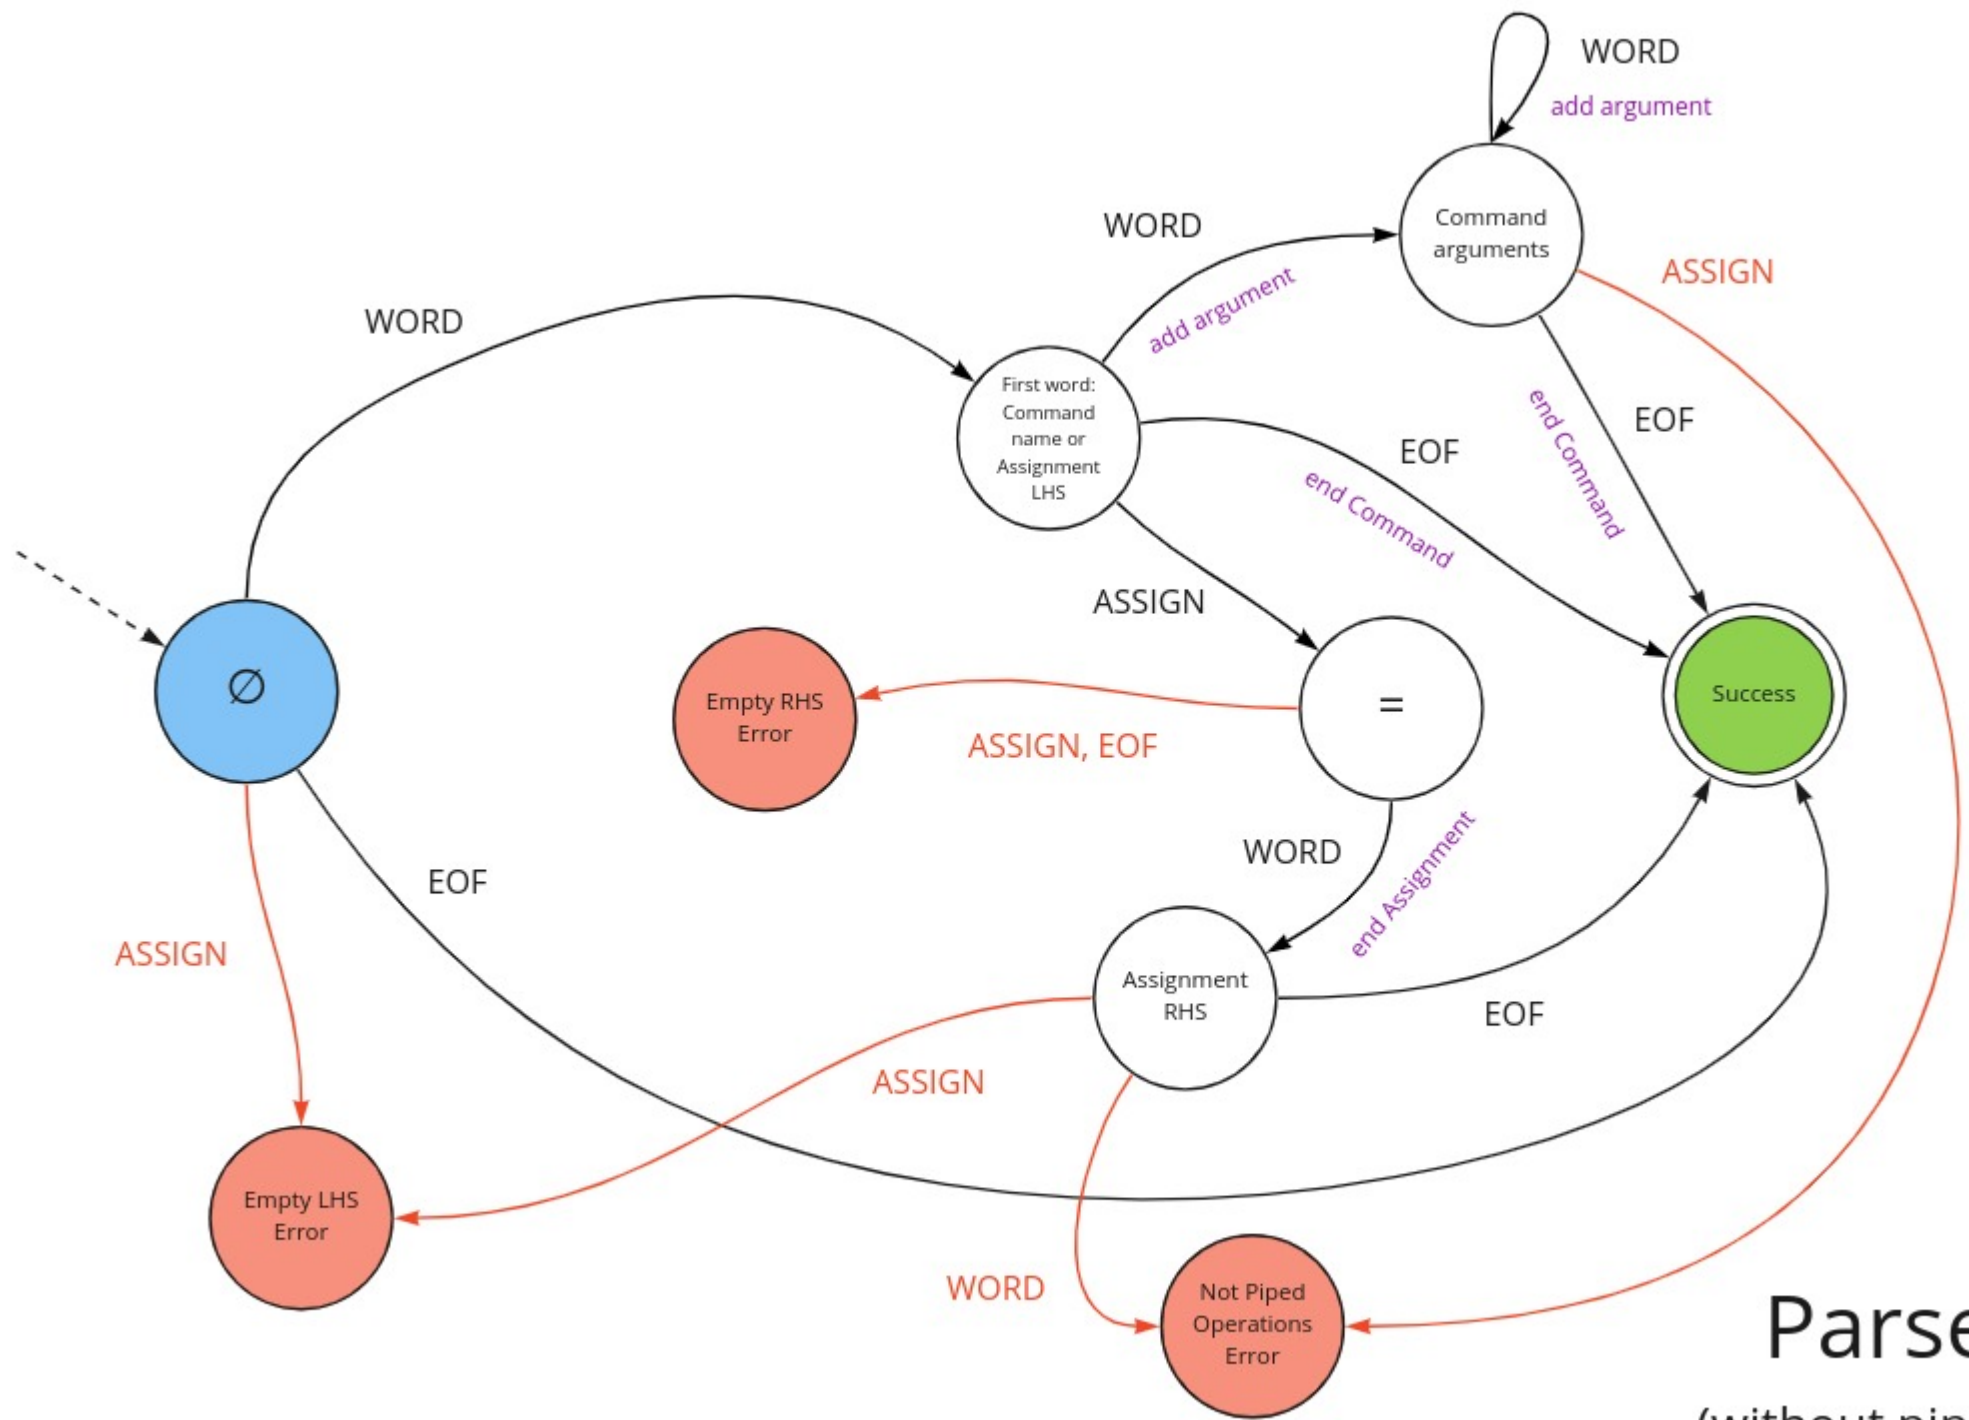 WORD
add argument
Command
arguments
WORD
add argument
ASSIGN
WORD
First word:
Command
name or
Assignment
LHS
EOF
end Command
EOF
end Command
ASSIGN
∅
Empty RHS
Error
=
Success
ASSIGN, EOF
WORD
end Assignment
EOF
ASSIGN
Assignment
RHS
EOF
ASSIGN
Empty LHS
Error
WORD
Not Piped
Operations
Error
Parse